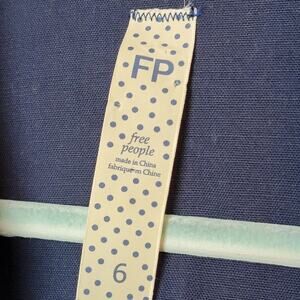 FP
free
people
made in China
fabriqué en Chine
6